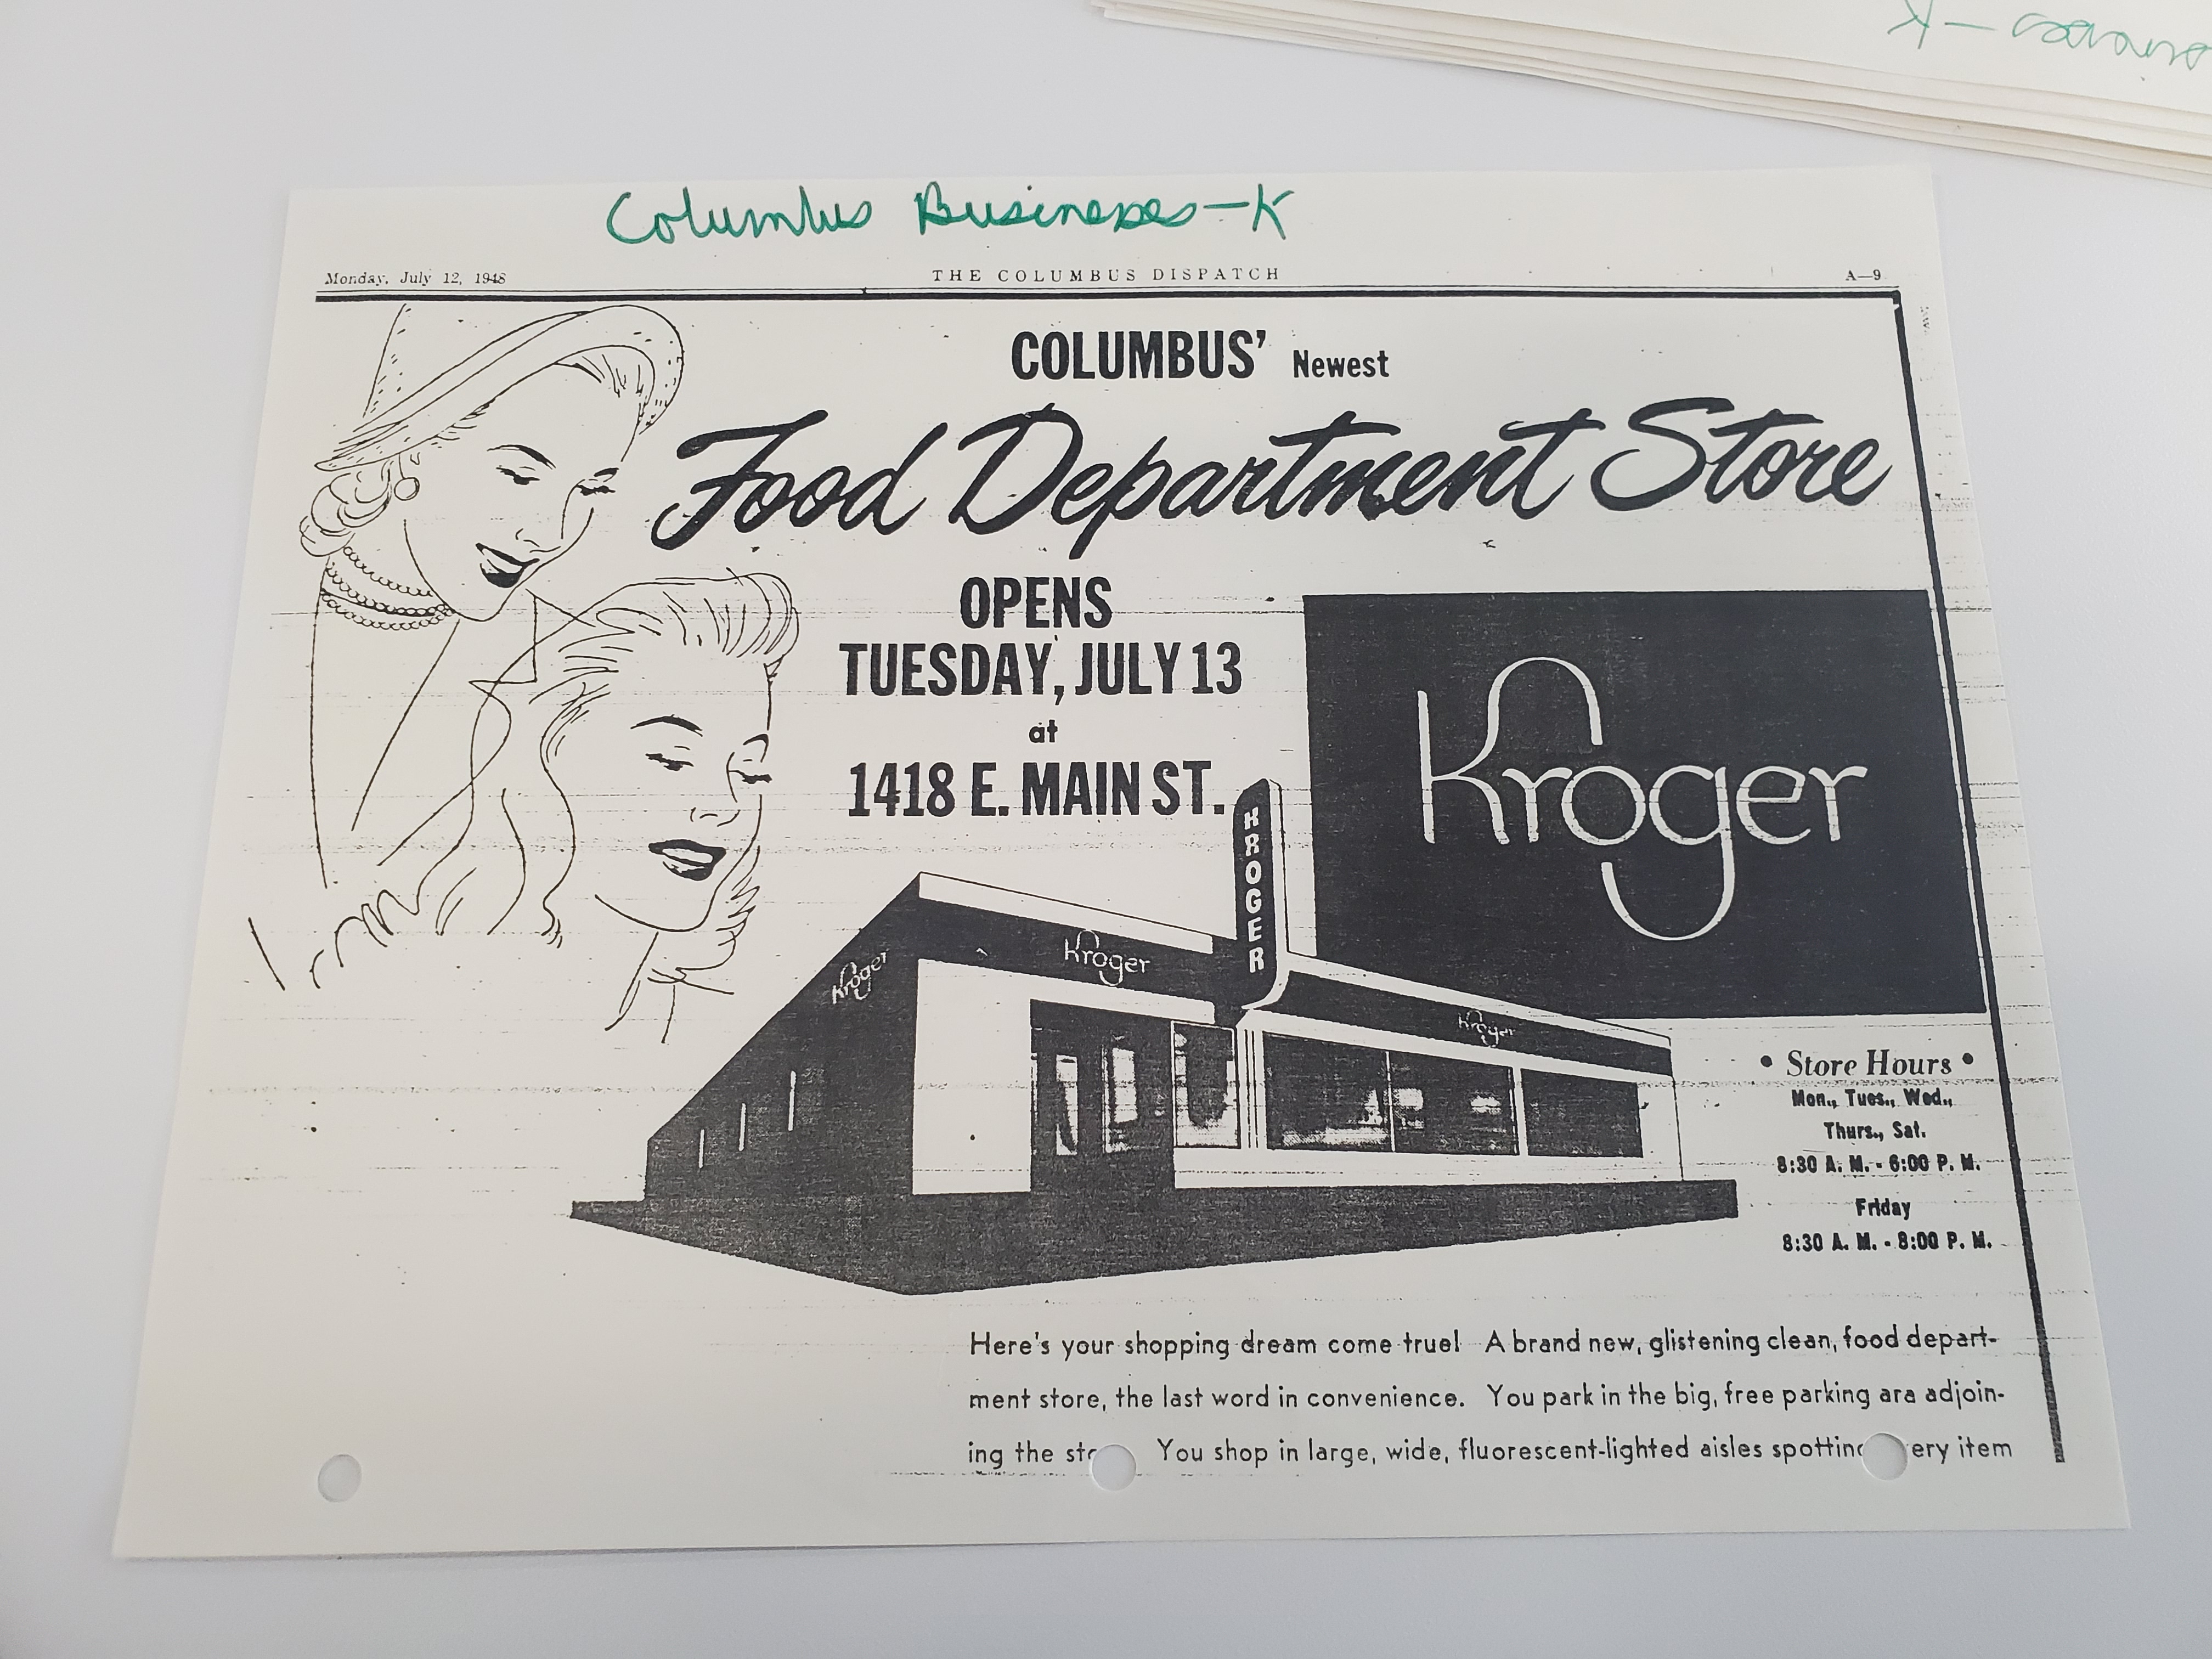 Columbus Businesses-K
Monday, July 12, 1948
THE COLUMBUS DISPATCH
A-9
COLUMBUS' Newest
Food Department Store
OPENS
TUESDAY, JULY 13
at
1418 E. MAIN ST.
Kroger
KROGER
Kroger
Kroger
Kroger
• Store Hours •
Mon., Tues., Wed.,
Thurs., Sat.
8:30 A. M. - 6:00 P. M.
Friday
8:30 A. M. - 8:00 P. M.
Here's your shopping dream come true! A brand new, glistening clean, food depart-
ment store, the last word in convenience. You park in the big, free parking ara adjoin-
ing the You shop in large, wide, fluorescent-lighted aisles item